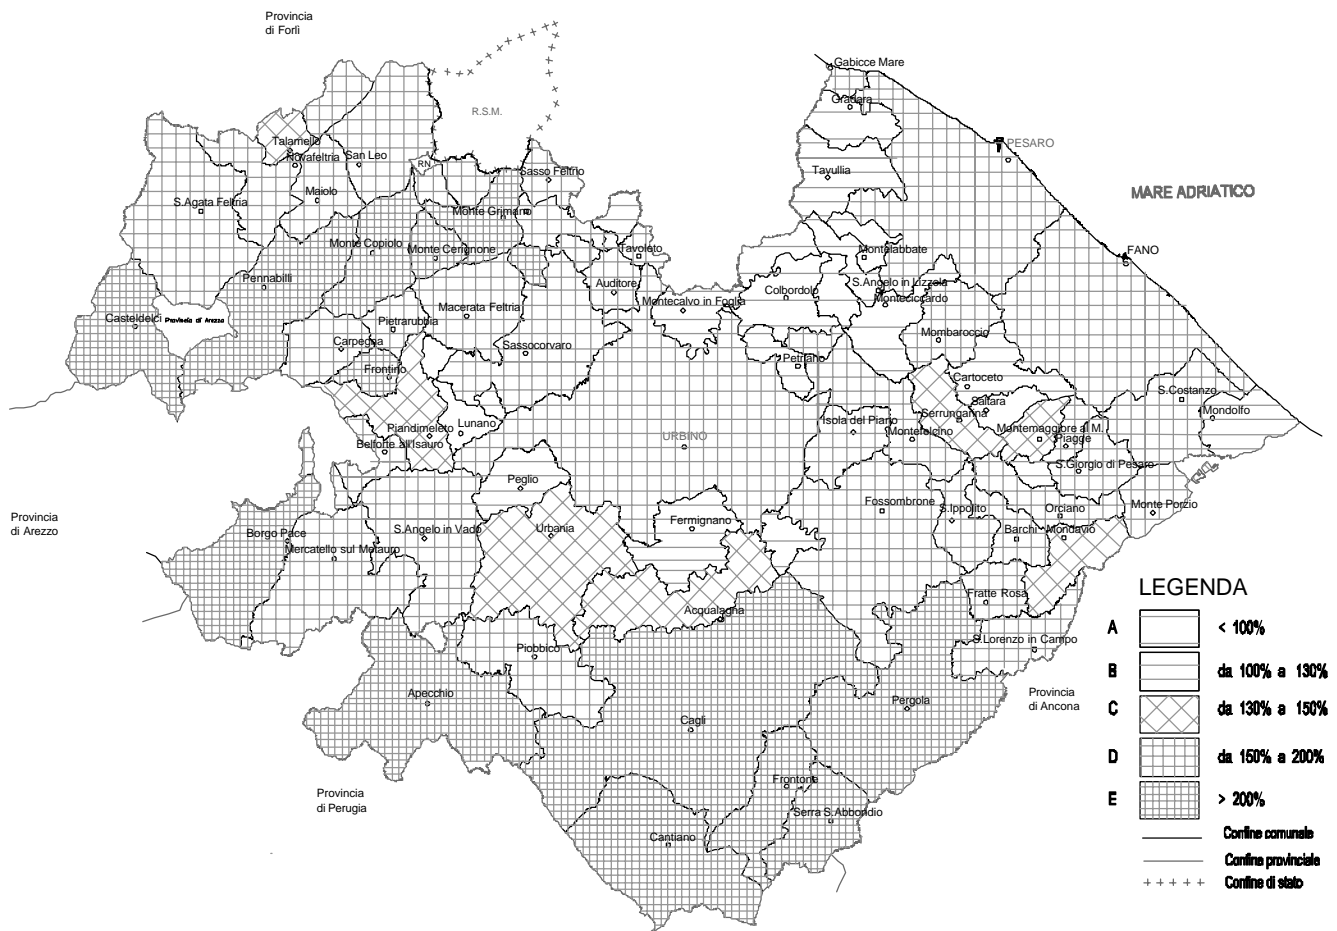 Provincia
di Forlì
Gabicce Mare
Gradara
R.S.M.
PESARO
Talamello
Novafeltria
San Leo
RN
Sasso Feltrio
Tavullia
MARE ADRIATICO
S.Agata Feltria
Maiolo
Monte Grimano
Monte Copiolo
Monte Cerignone
Tavoleto
Montelabbate
FANO
Pennabilli
Auditore
Colbordolo
S.Angelo in Lizzola
Monteciccardo
Montecalvo in Foglia
Macerata Feltria
Casteldelci
Provincia di Arezzo
Pietrarubbia
Mombaroccio
Carpegna
Sassocorvaro
Petriano
Frontino
Cartoceto
S.Costanzo
Saltara
Mondolfo
Serrungarina
Lunano
Piandimeleto
Isola del Piano
Montefelcino
Montemaggiore al M.
Piagge
Belforte all'Isauro
URBINO
S.Giorgio di Pesaro
Peglio
Fossombrone
S.Ippolito
Orciano
Monte Porzio
Provincia
di Arezzo
Borgo Pace
S.Angelo in Vado
Urbania
Fermignano
Barchi
Mondavio
Mercatello sul Metauro
Fratte Rosa
Acqualagna
S.Lorenzo in Campo
Piobbico
Apecchio
Pergola
Provincia
di Ancona
Cagli
Provincia
di Perugia
Frontone
Serra S.Abbondio
Cantiano
LEGENDA
A < 100%
B da 100% a 130%
C da 130% a 150%
D da 150% a 200%
E > 200%
Confine comunale
Confine provinciale
Confine di stato